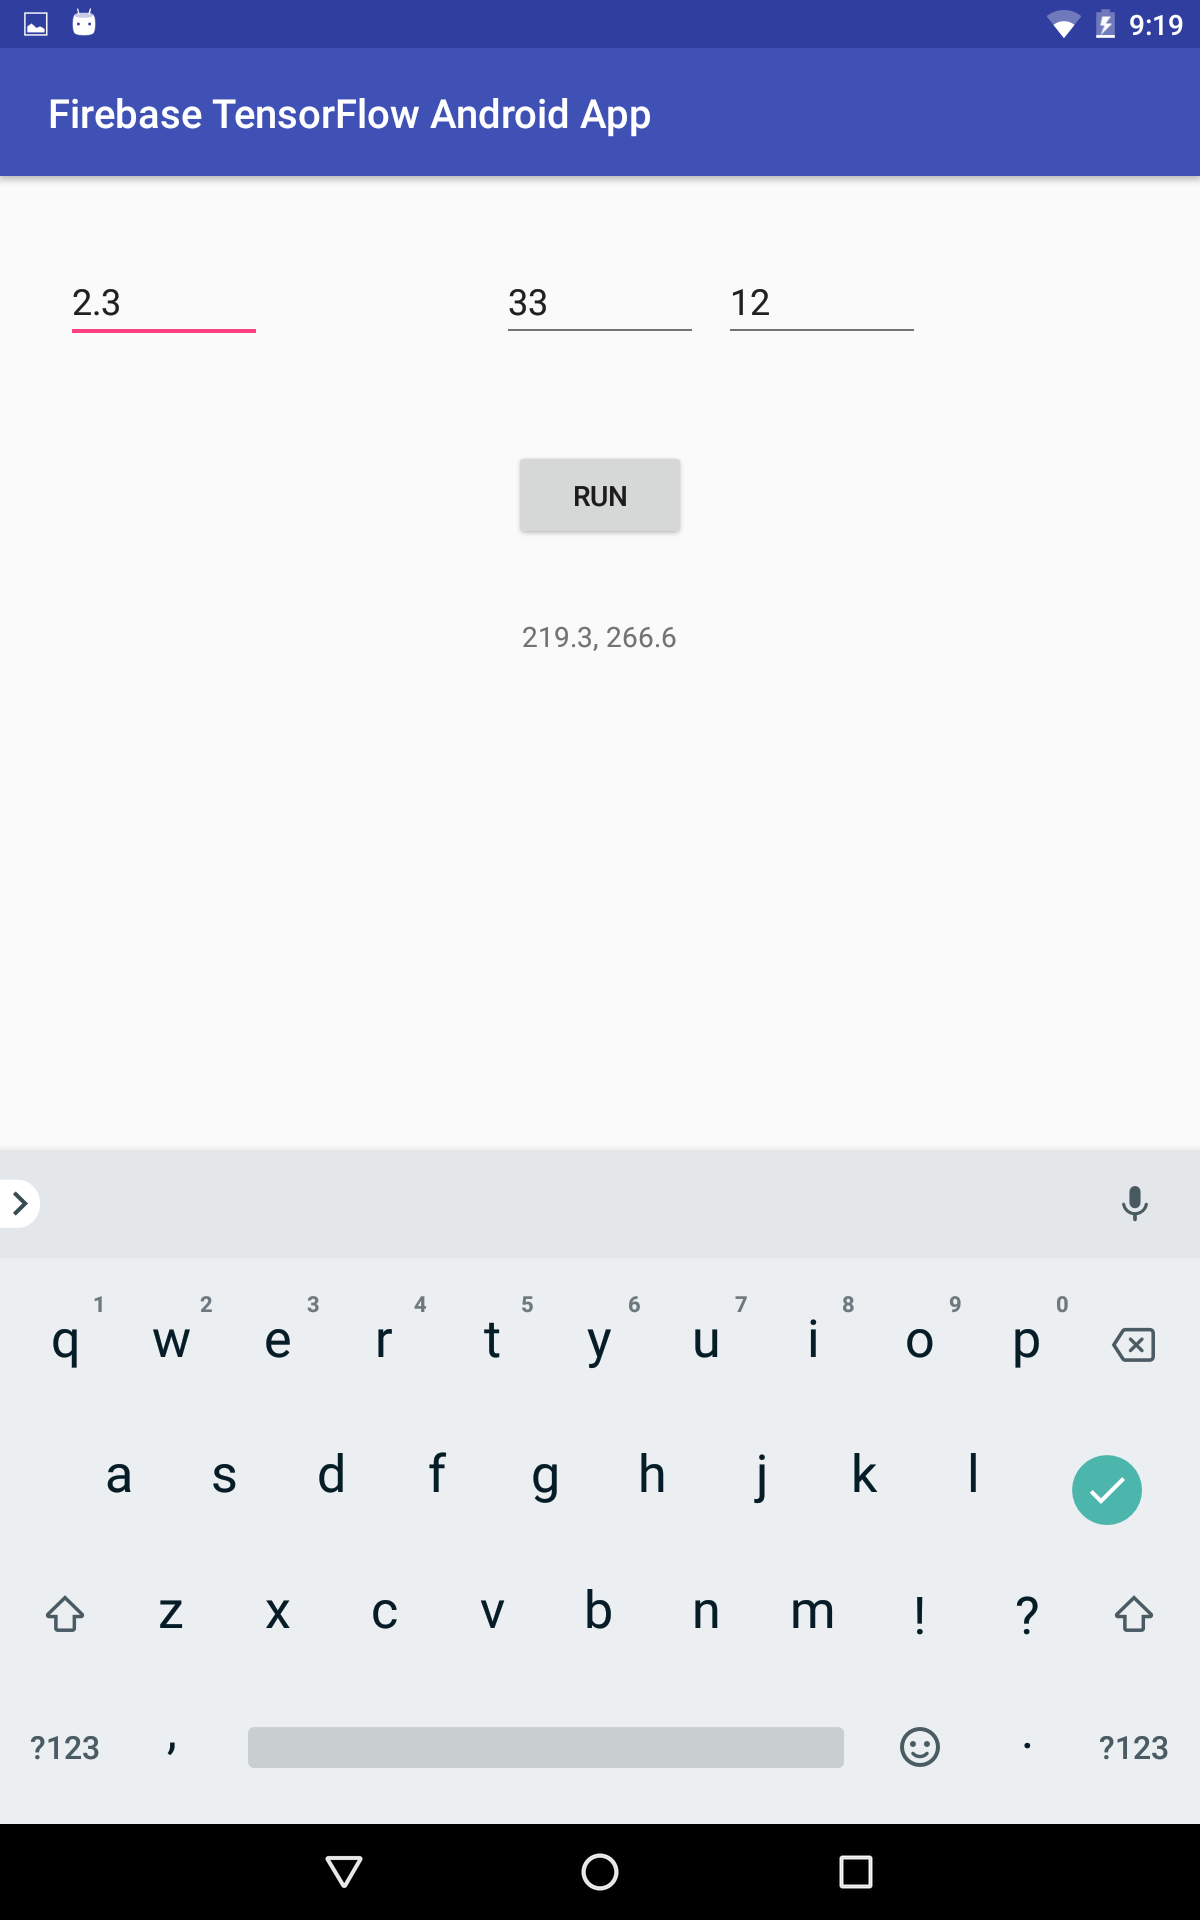 9:19
Firebase TensorFlow Android App
2.3 33 12
RUN
219.3, 266.6
1 2 3 4 5 6 7 8 9 0
q w e r t y u i o p
a s d f g h j k l
z x c v b n m ! ?
?123 , . ?123